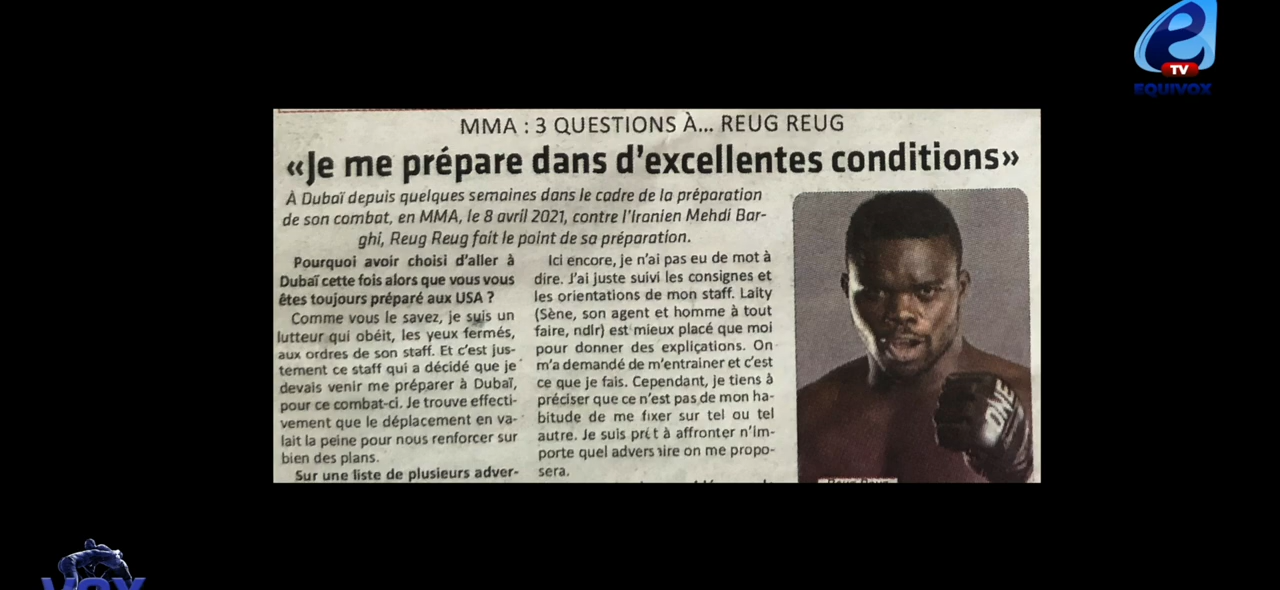 e
TV
EQUIVOX
MMA : 3 QUESTIONS À... REUG REUG
«Je me prépare dans d'excellentes conditions»
À Dubaï depuis quelques semaines dans le cadre de la préparation
de son combat, en MMA, le 8 avril 2021, contre l'Iranien Mehdi Bar-
ghi, Reug Reug fait le point de sa préparation.
Pourquoi avoir choisi d'aller à
Dubaï cette fois alors que vous vous
êtes toujours préparé aux USA ?
Comme vous le savez, je suis un
lutteur qui obéit, les yeux fermés,
aux ordres de son staff. Et c'est jus-
tement ce staff qui a décidé que je
devais venir me préparer à Dubaï,
pour ce combat-ci. Je trouve effecti-
vement que le déplacement en va-
lait la peine pour nous renforcer sur
bien des plans.
Sur une liste de plusieurs adver-
Ici encore, je n'ai pas eu de mot à
dire. J'ai juste suivi les consignes et
les orientations de mon staff. Laity
(Sène, son agent et homme à tout
faire, ndlr) est mieux placé que moi
pour donner des explications. On
m'a demandé de m'entrainer et c'est
ce que je fais. Cependant, je tiens à
préciser que ce n'est pas de mon ha-
bitude de me fixer sur tel ou tel
autre. Je suis prêt à affronter n'im-
porte quel adversaire on me propo-
sera.
ONE
VOX